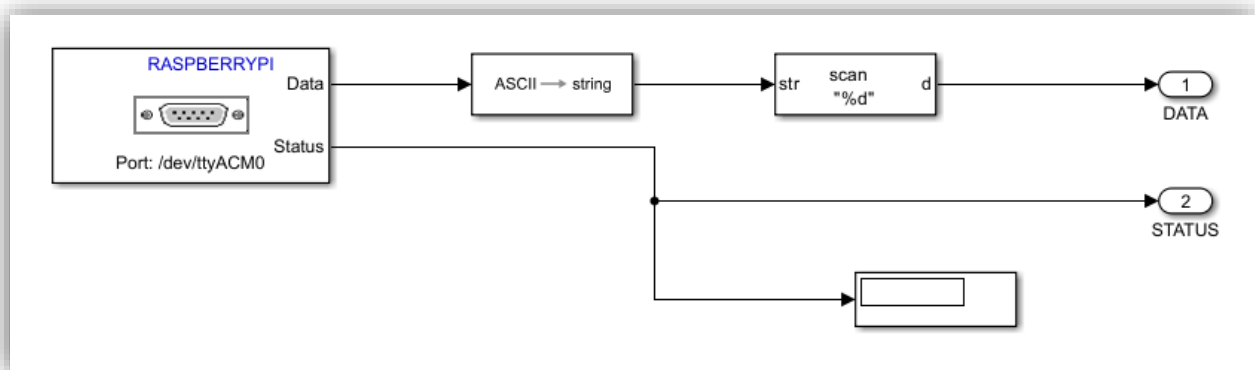 RASPBERRYPI
Data
Status
Port: /dev/ttyACM0
ASCII → string
str
scan
"%d"
d
1
DATA
2
STATUS